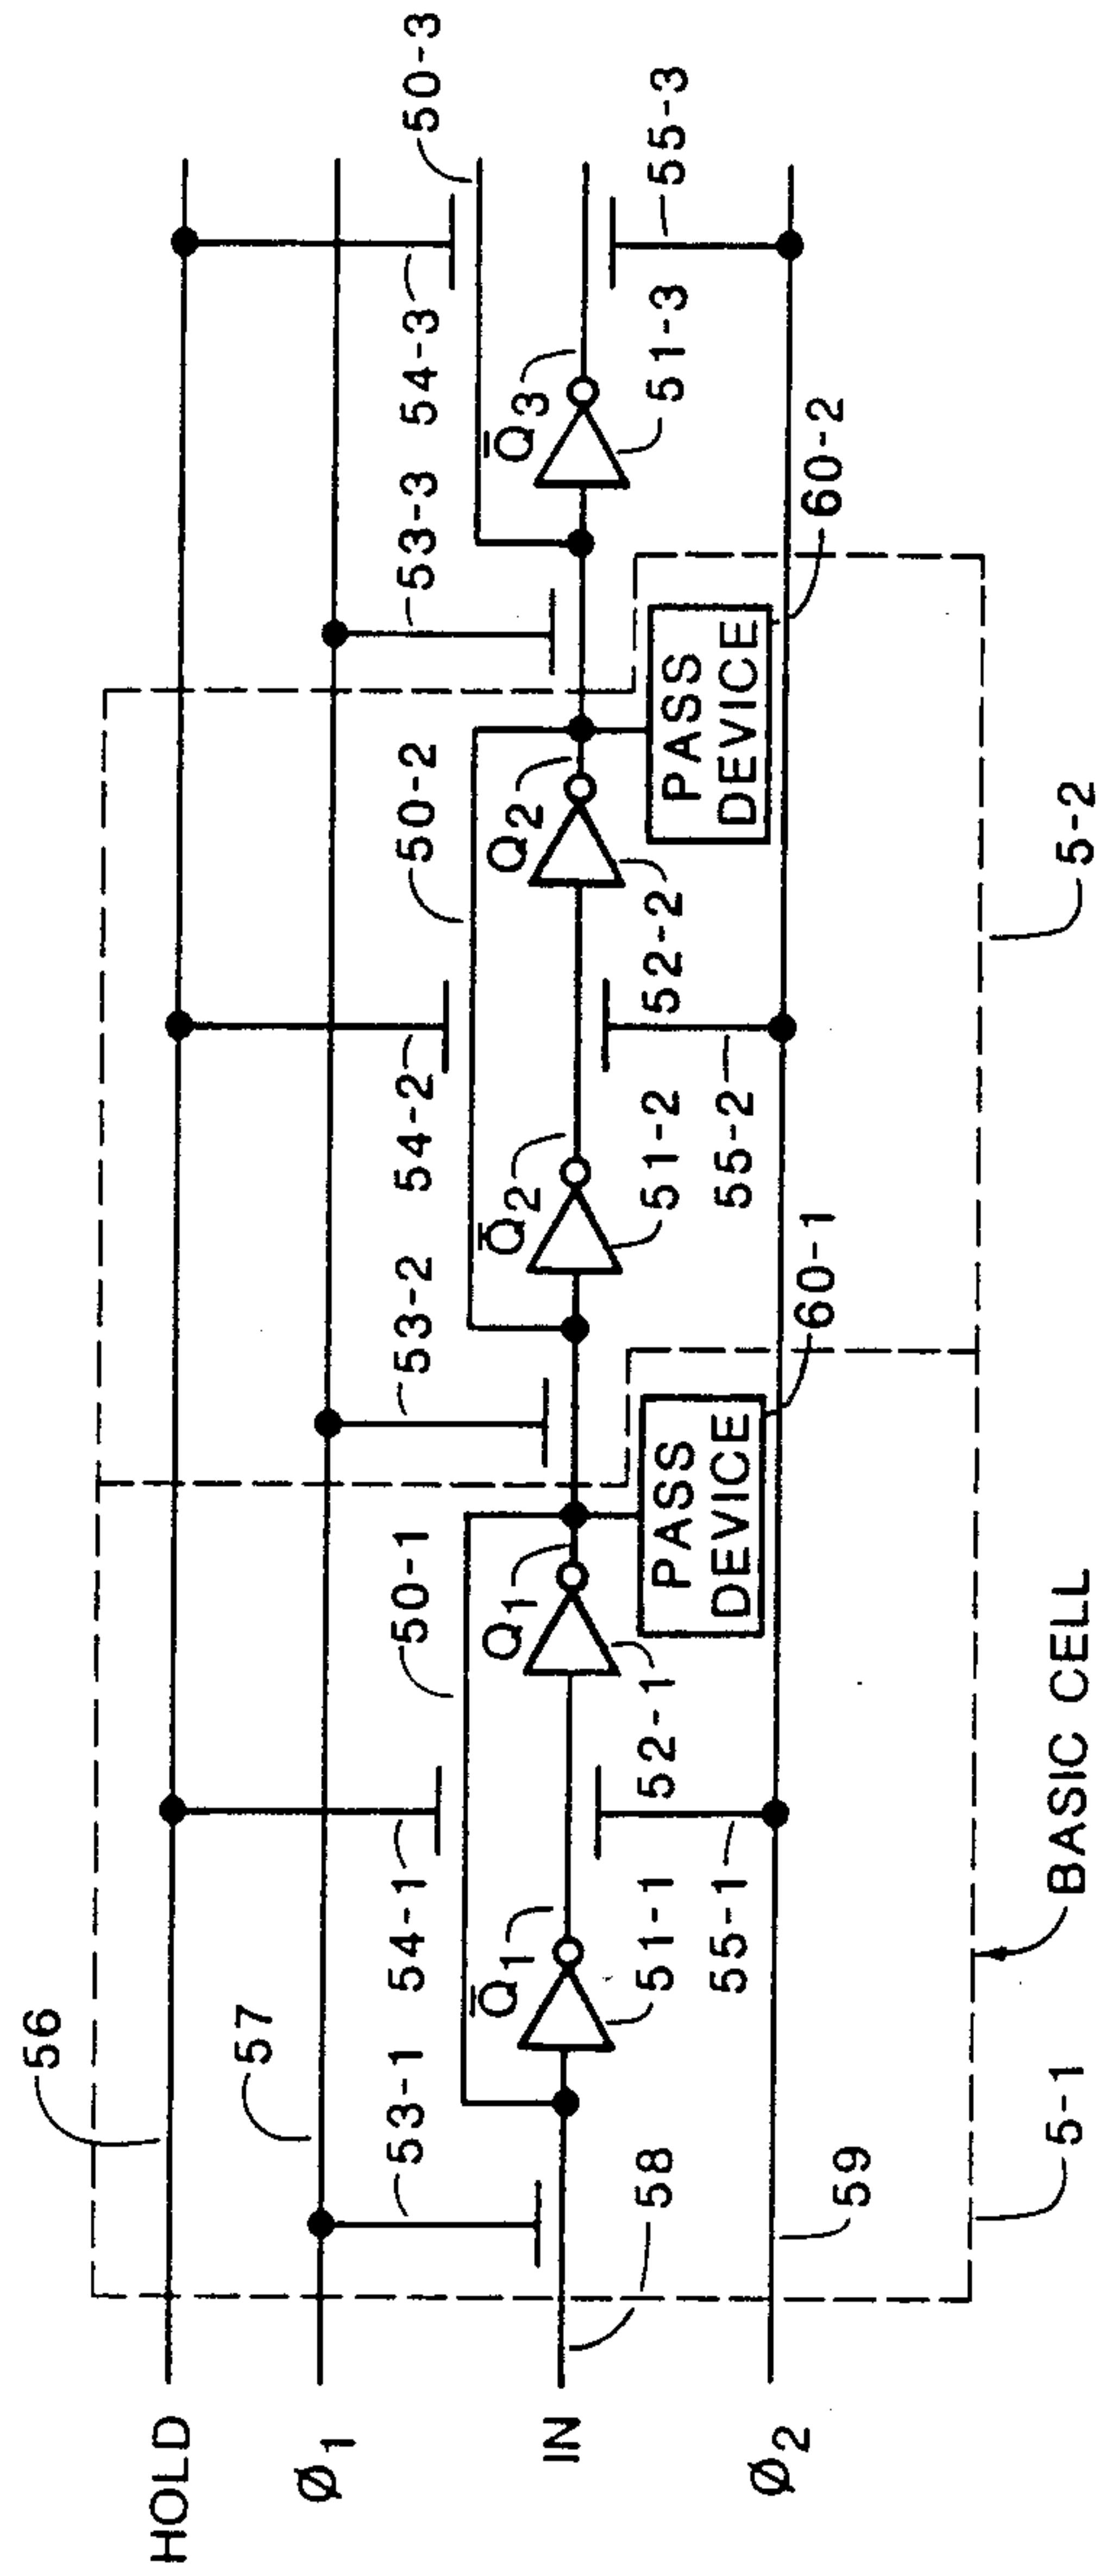 HOLD
Ø1
IN
Ø2
56
57
58
59
53-1
54-1
50-1
53-2
54-2
50-2
53-3
54-3
50-3
Q̅1
Q1
Q̅2
Q2
Q̅3
51-1
52-1
51-2
52-2
51-3
55-1
55-2
55-3
PASS
DEVICE
60-1
PASS
DEVICE
60-2
5-1
BASIC CELL
5-2